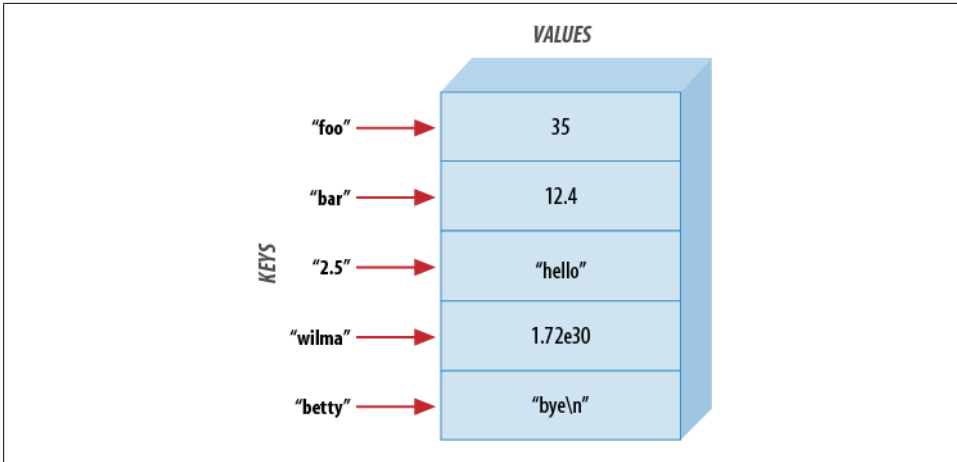 VALUES
“foo” 35
“bar” 12.4
KEYS
“2.5” “hello”
“wilma” 1.72e30
“betty” “bye\n”